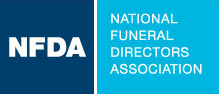 NFDA
NATIONAL
FUNERAL
DIRECTORS
ASSOCIATION